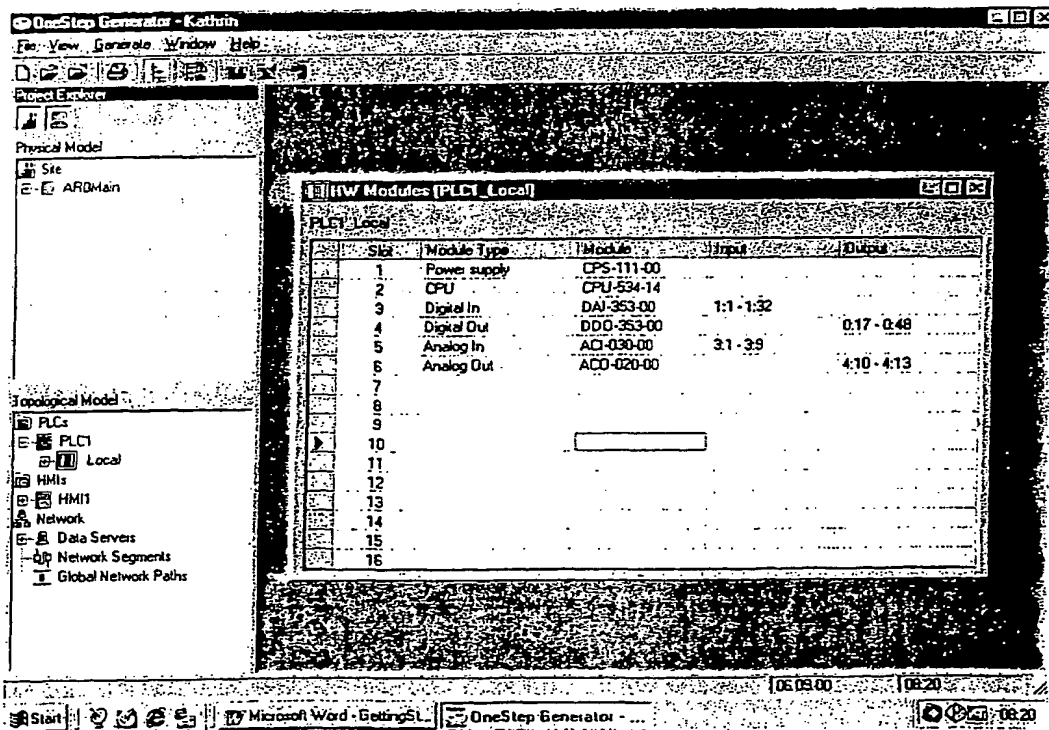 OneStep Generator - Kathrin
File View Generate Window Help
Project Explorer
Physical Model
Site
ARDMain
HW Modules [PLC1_Local]
PLC1_Local
Slot Module Type Module Input Output
1 Power supply CPS-111-00
2 CPU CPU-534-14
3 Digital In DAI-353-00 1:1 - 1:32
4 Digital Out DDO-353-00 0:17 - 0:48
5 Analog In ACI-030-00 3:1 - 3:9
6 Analog Out ACO-020-00 4:10 - 4:13
7
8
9
10
11
12
13
14
15
16
Topological Model
PLCs
PLC1
Local
HMIs
HMI1
Network
Data Servers
Network Segments
Global Network Paths
06.09.00 08:20
Start Microsoft Word - GettingSt... OneStep Generator - ... 08:20